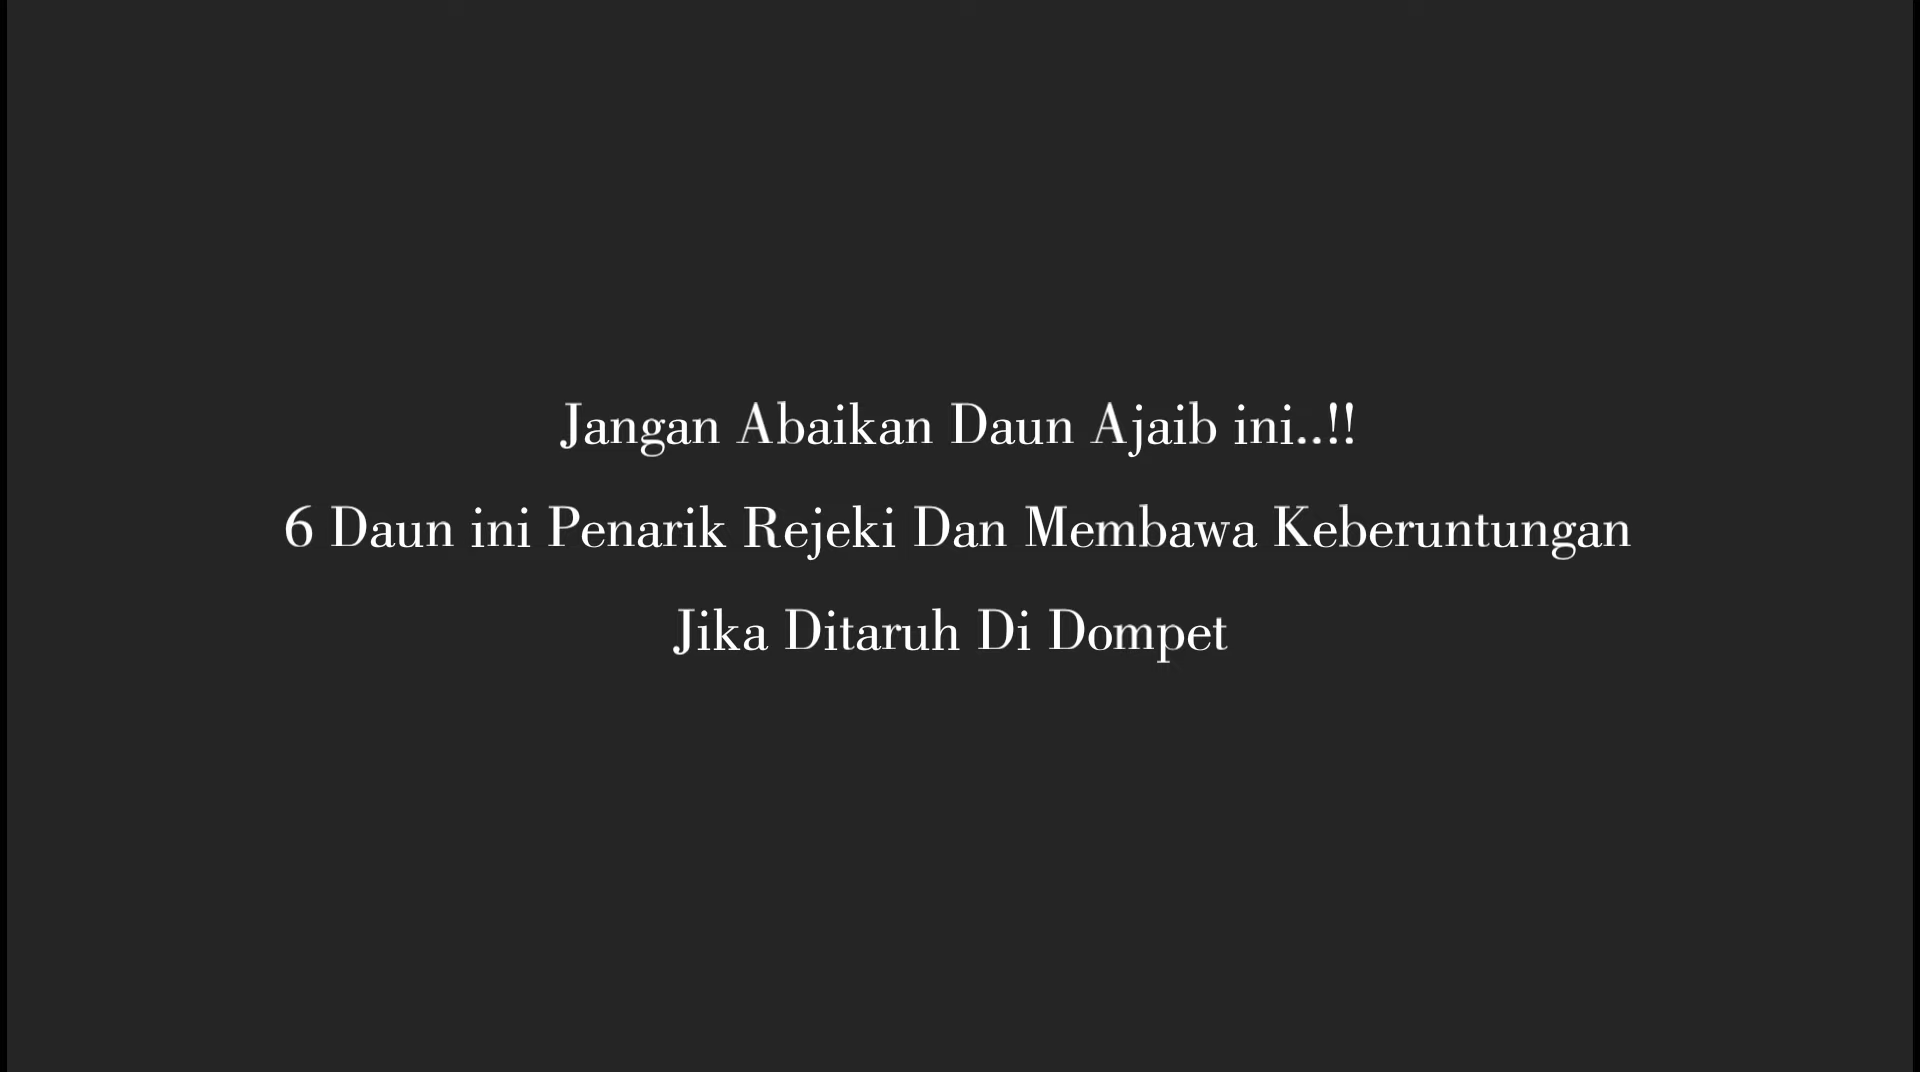 Jangan Abaikan Daun Ajaib ini..!!
6 Daun ini Penarik Rejeki Dan Membawa Keberuntungan
Jika Ditaruh Di Dompet